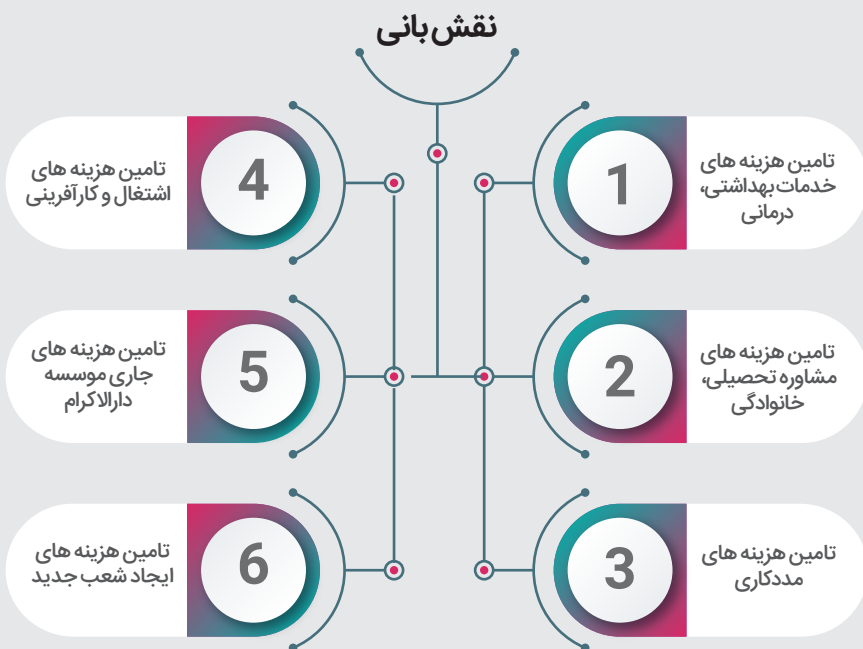 نقش بانی
1
تامین هزینه های
خدمات بهداشتی،
درمانی
2
تامین هزینه های
مشاوره تحصیلی،
خانوادگی
3
تامین هزینه های
مددکاری
4
تامین هزینه های
اشتغال و کارآفرینی
5
تامین هزینه های
جاری موسسه
دارالاکرام
6
تامین هزینه های
ایجاد شعب جدید